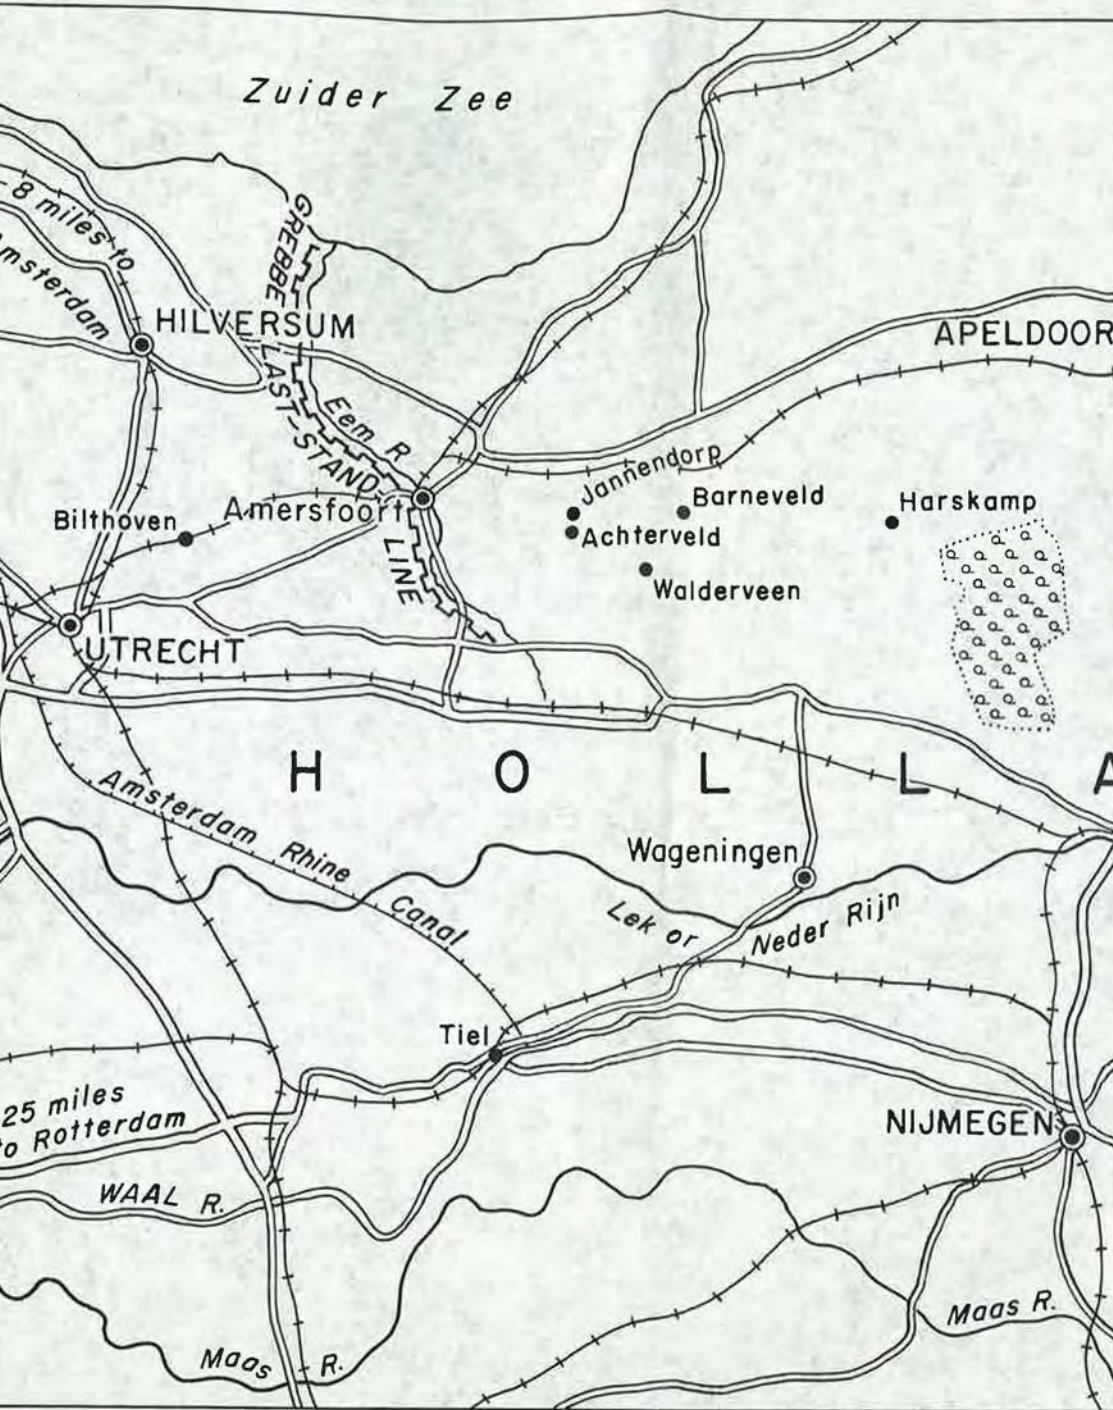 Zuider Zee
8 miles to
Amsterdam
GREBBE
LAST-STAND
LINE
HILVERSUM
APELDOOR
Eem R
Jannendorp
Barneveld
Harskamp
Amersfoort
Bilthoven
Achterveld
Walderveen
UTRECHT
H O L L A
Amsterdam Rhine Canal
Wageningen
Lek or Neder Rijn
Tiel
25 miles
to Rotterdam
NIJMEGEN
WAAL R.
Maas R.
Maas R.